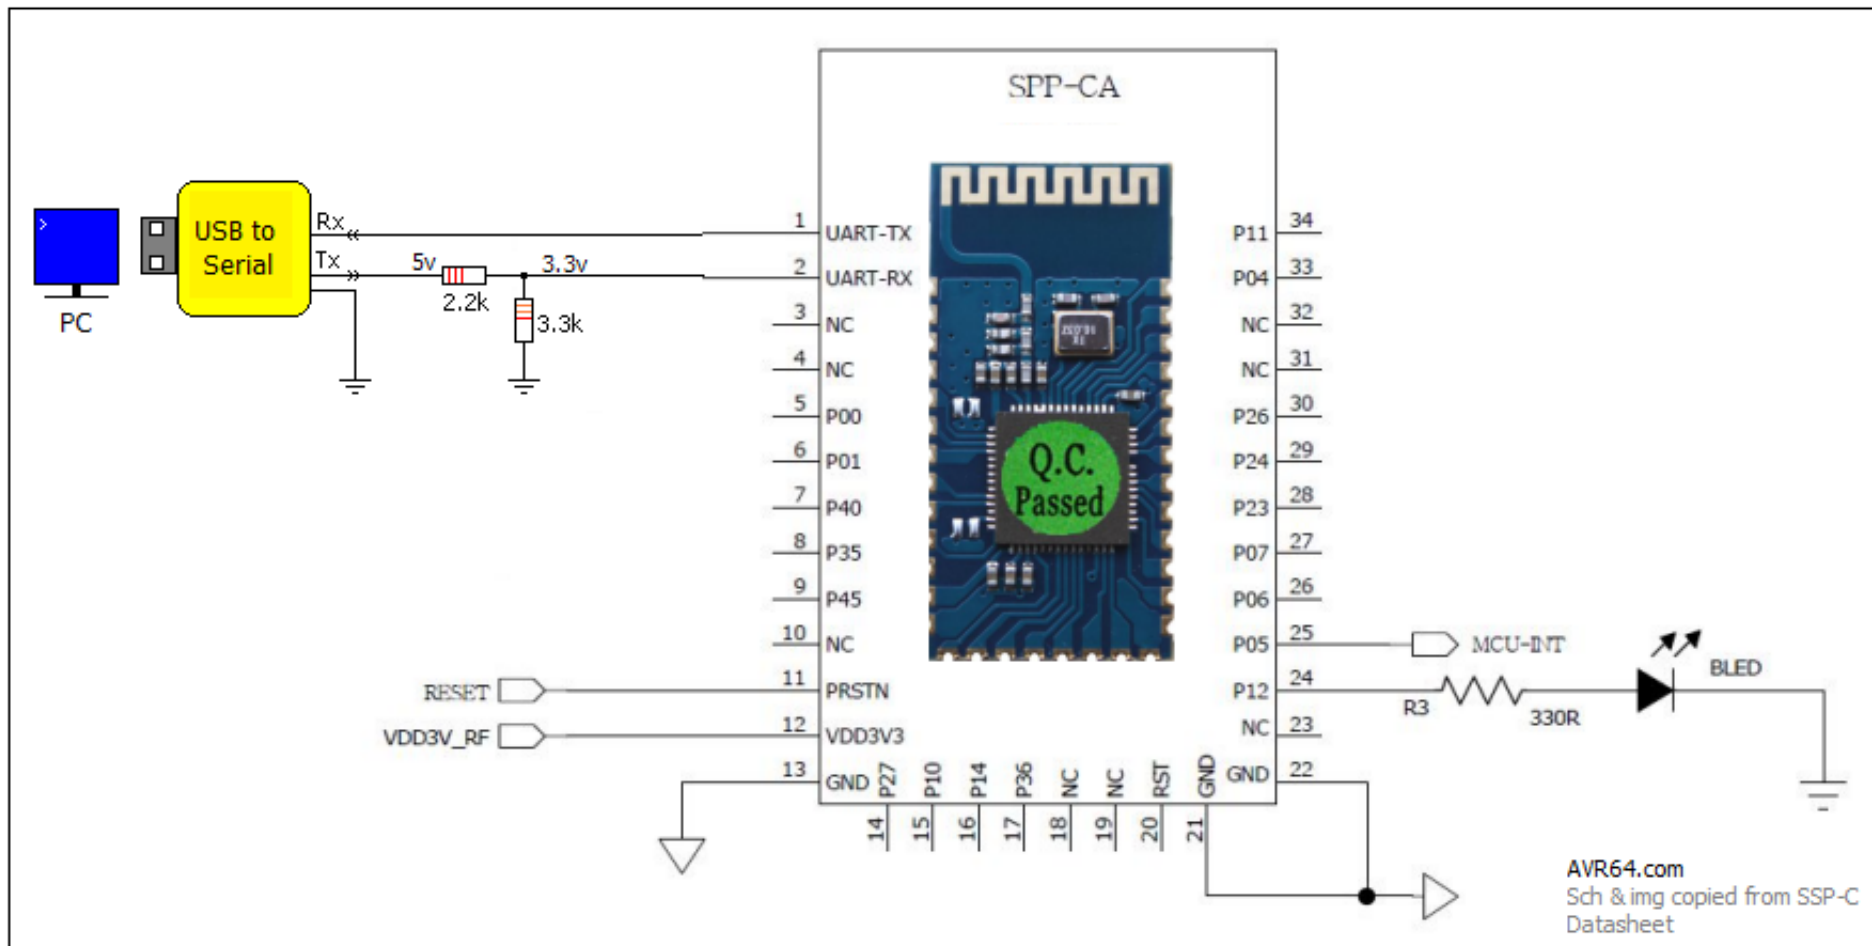 SPP-CA
PC
USB to
Serial
Rx
Tx
5v
2.2k
3.3v
3.3k
1 UART-TX
2 UART-RX
3 NC
4 NC
5 P00
6 P01
7 P40
8 P35
9 P45
10 NC
RESET 11 PRSTN
VDD3V_RF 12 VDD3V3
13 GND
P27 14
P10 15
P14 16
P36 17
NC 18
NC 19
RST 20
GND 21
P11 34
P04 33
NC 32
NC 31
P26 30
P24 29
P23 28
P07 27
P06 26
P05 25 MCU-INT
P12 24
NC 23
GND 22
R3
330R
BLED
Q.C.
Passed
AVR64.com
Sch & img copied from SSP-C
Datasheet